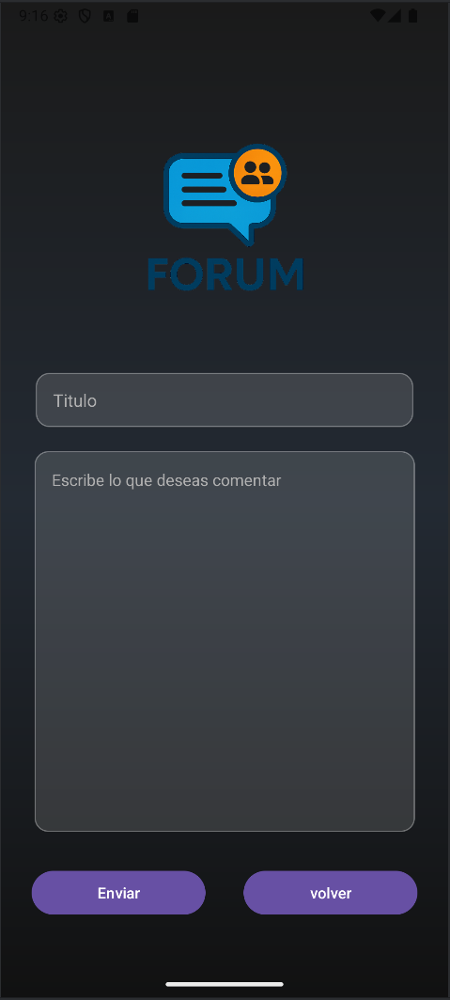 9:16
FORUM
Titulo
Escribe lo que deseas comentar
Enviar
volver